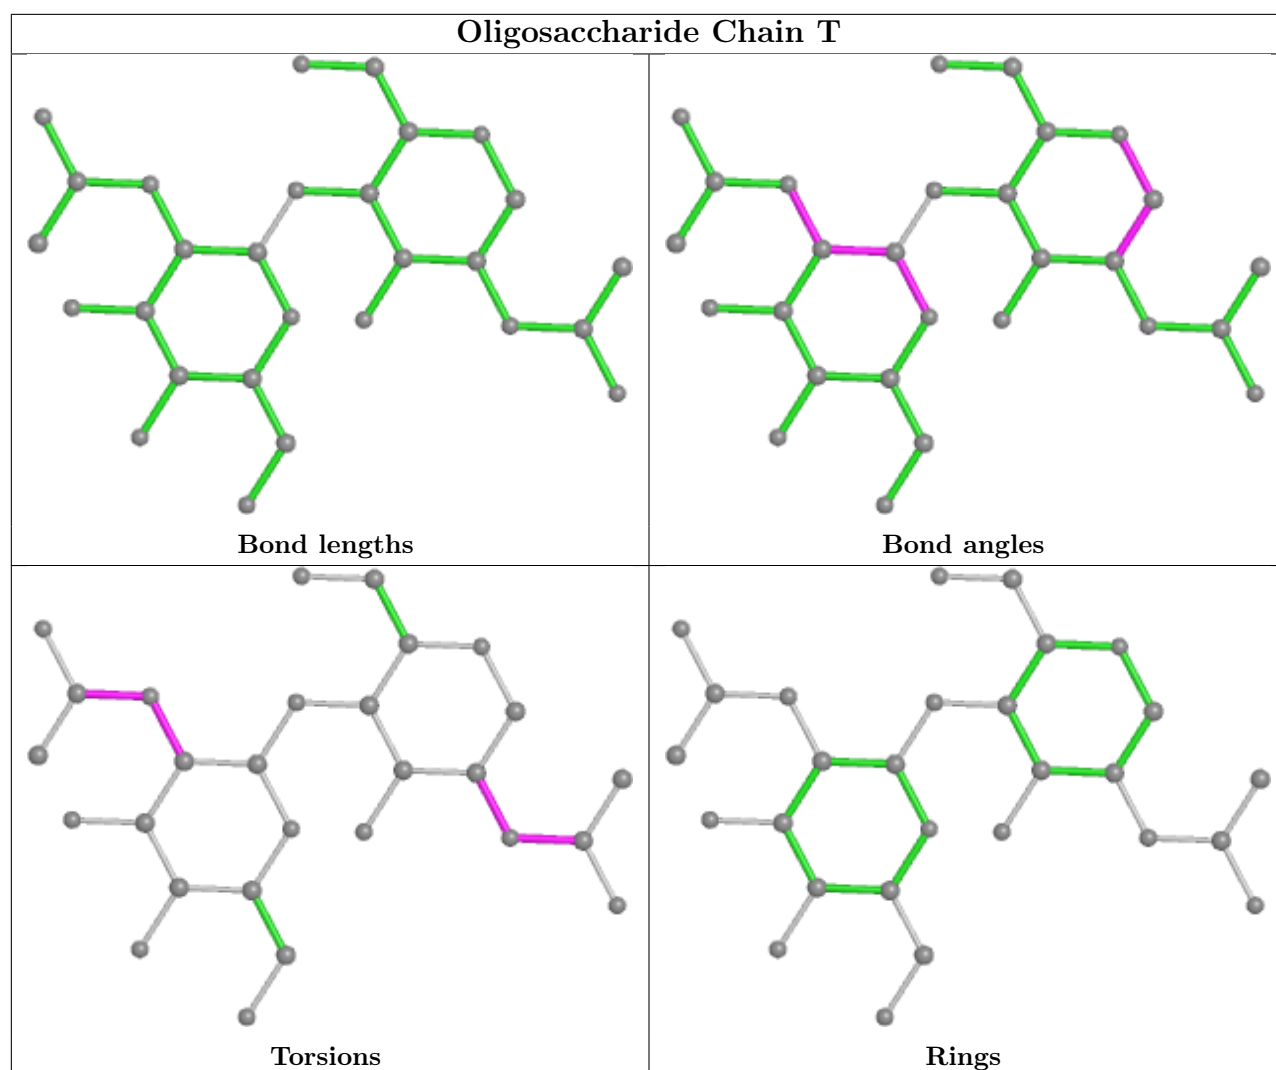 Oligosaccharide Chain T
Bond lengths
Bond angles
Torsions
Rings